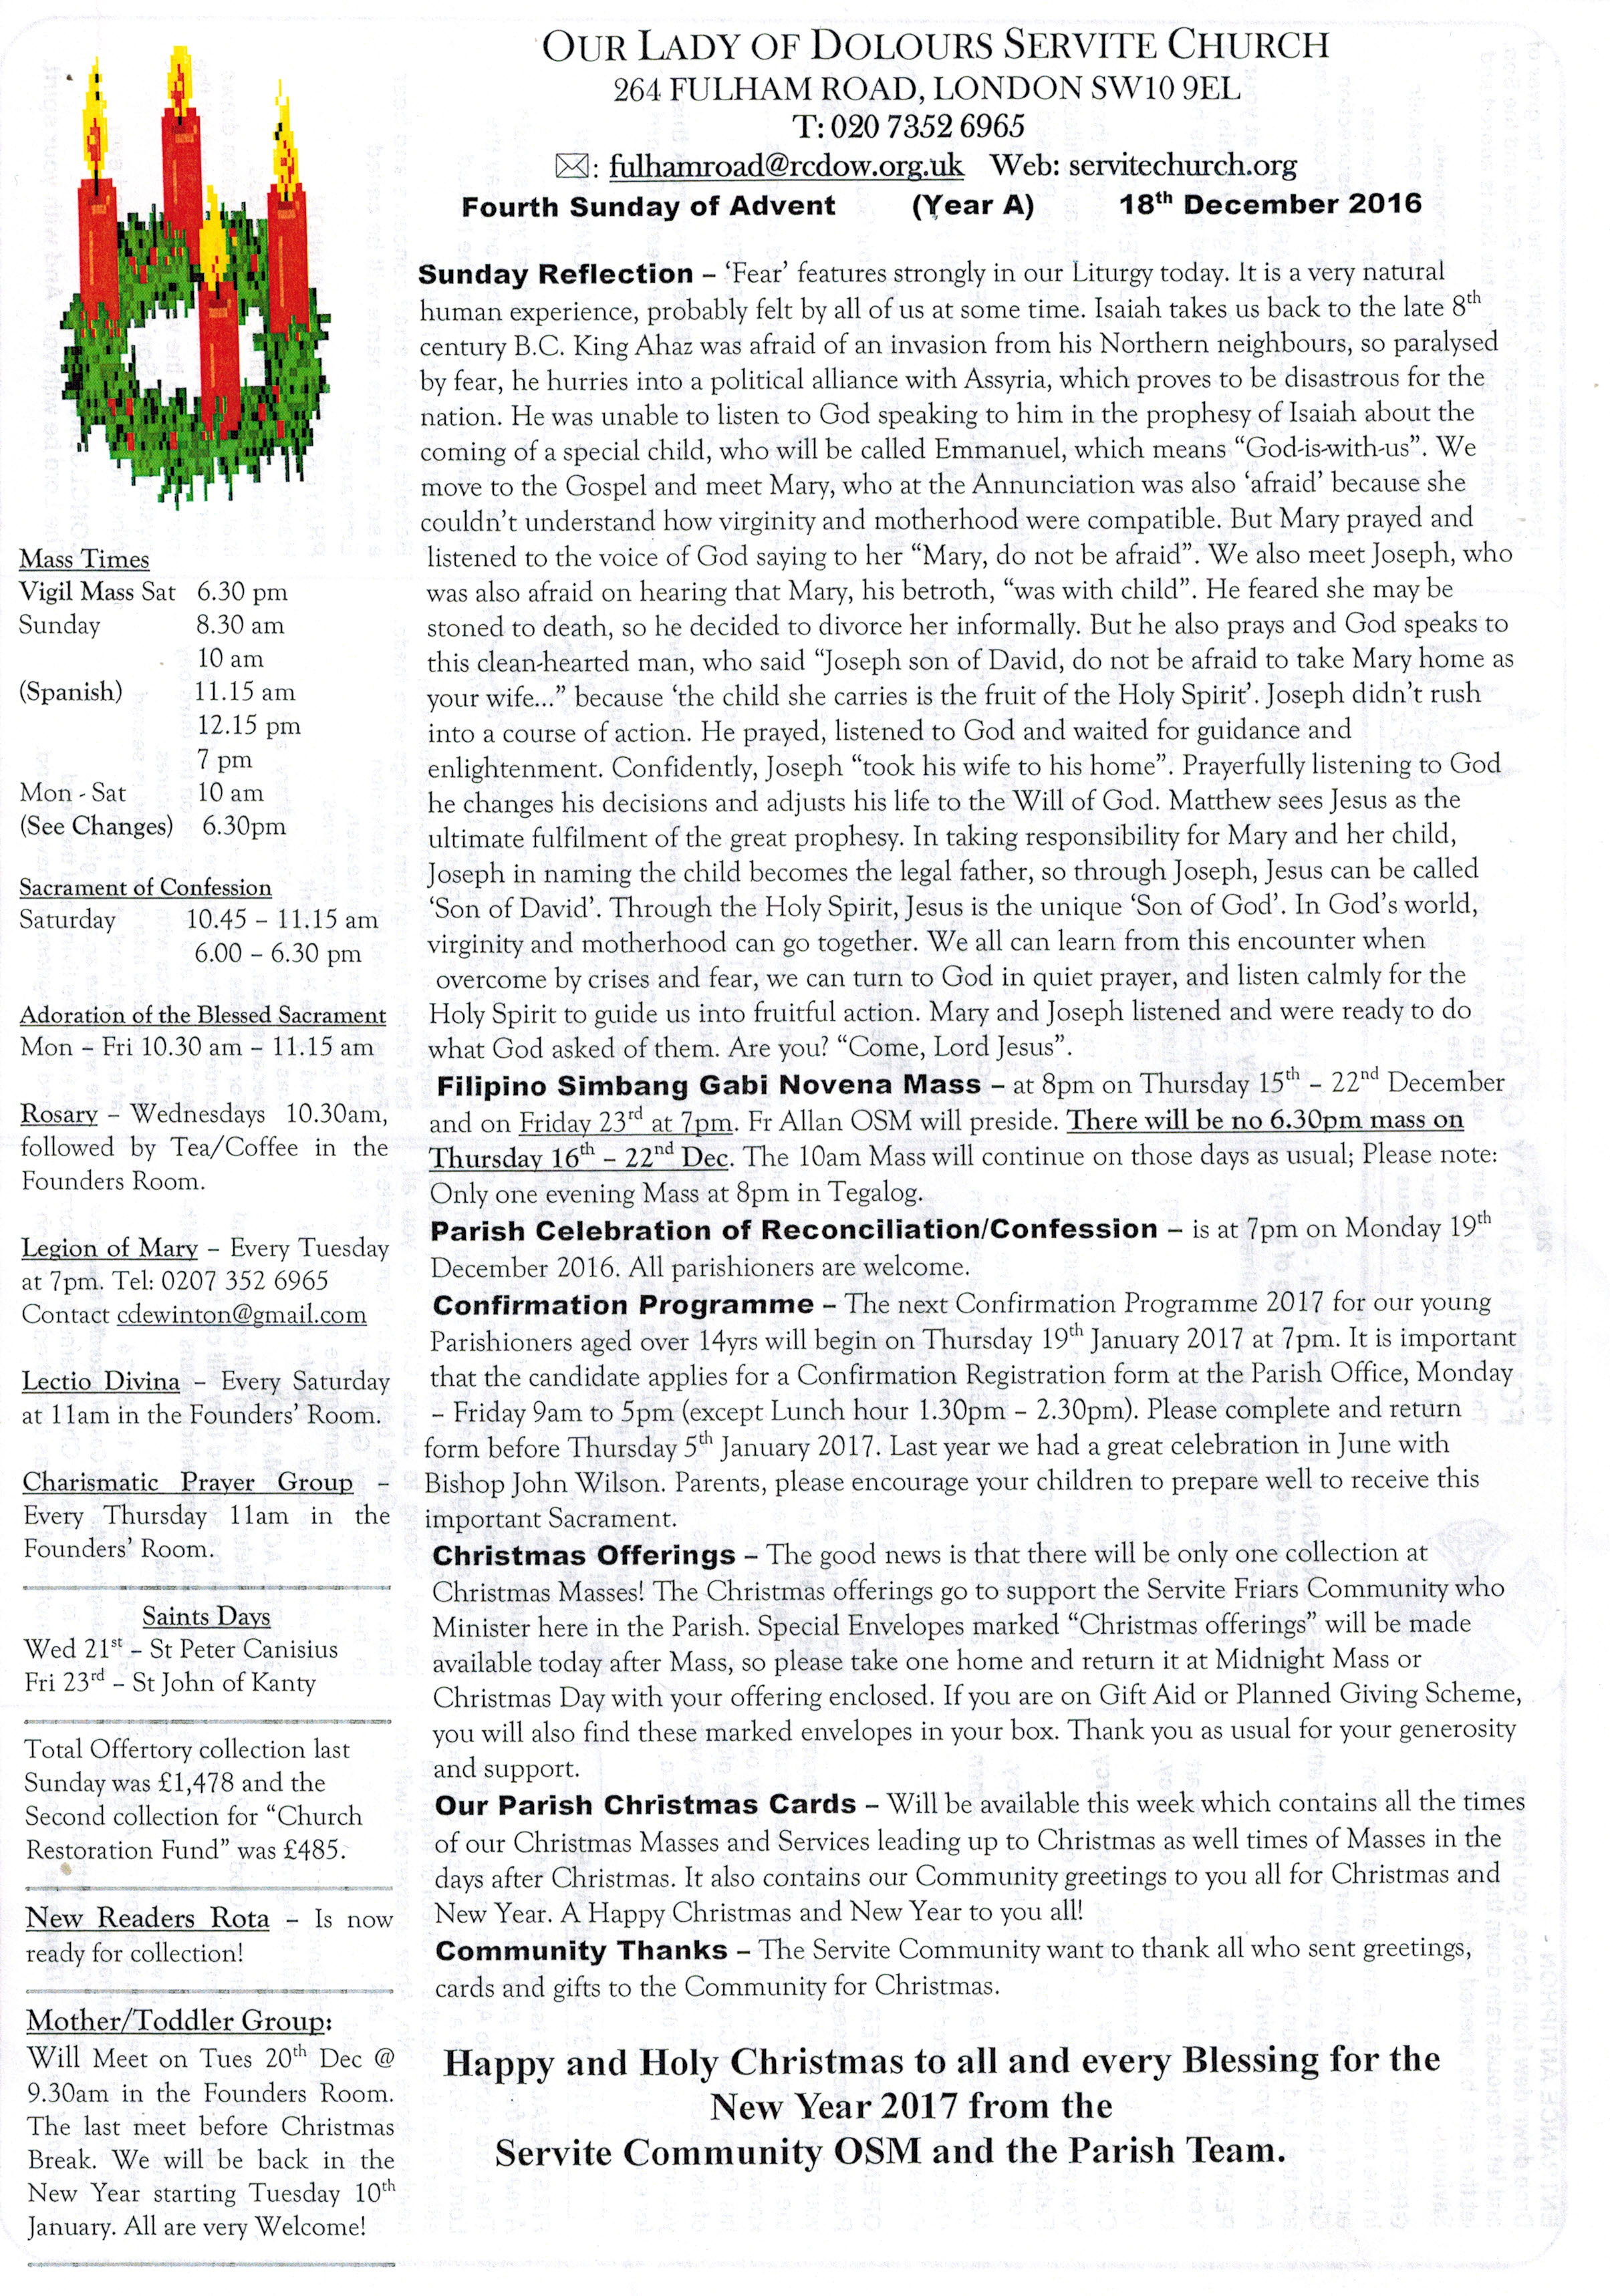 OUR LADY OF DOLOURS SERVITE CHURCH
264 FULHAM ROAD, LONDON SW10 9EL
T: 020 7352 6965
✉: fulhamroad@rcdow.org.uk Web: servitechurch.org
Fourth Sunday of Advent (Year A) 18th December 2016
Mass Times
Vigil Mass Sat 6.30 pm
Sunday 8.30 am
10 am
(Spanish) 11.15 am
12.15 pm
7 pm
Mon - Sat 10 am
(See Changes) 6.30pm
Sacrament of Confession
Saturday 10.45 – 11.15 am
6.00 – 6.30 pm
Adoration of the Blessed Sacrament
Mon – Fri 10.30 am – 11.15 am
Rosary – Wednesdays 10.30am,
followed by Tea/Coffee in the
Founders Room.
Legion of Mary – Every Tuesday
at 7pm. Tel: 0207 352 6965
Contact cdewinton@gmail.com
Lectio Divina – Every Saturday
at 11am in the Founders' Room.
Charismatic Prayer Group –
Every Thursday 11am in the
Founders' Room.
Saints Days
Wed 21st – St Peter Canisius
Fri 23rd – St John of Kanty
Total Offertory collection last
Sunday was £1,478 and the
Second collection for “Church
Restoration Fund” was £485.
New Readers Rota – Is now
ready for collection!
Mother/Toddler Group:
Will Meet on Tues 20th Dec @
9.30am in the Founders Room.
The last meet before Christmas
Break. We will be back in the
New Year starting Tuesday 10th
January. All are very Welcome!
Sunday Reflection – ‘Fear’ features strongly in our Liturgy today. It is a very natural
human experience, probably felt by all of us at some time. Isaiah takes us back to the late 8th
century B.C. King Ahaz was afraid of an invasion from his Northern neighbours, so paralysed
by fear, he hurries into a political alliance with Assyria, which proves to be disastrous for the
nation. He was unable to listen to God speaking to him in the prophesy of Isaiah about the
coming of a special child, who will be called Emmanuel, which means “God-is-with-us”. We
move to the Gospel and meet Mary, who at the Annunciation was also ‘afraid’ because she
couldn't understand how virginity and motherhood were compatible. But Mary prayed and
listened to the voice of God saying to her “Mary, do not be afraid”. We also meet Joseph, who
was also afraid on hearing that Mary, his betroth, “was with child”. He feared she may be
stoned to death, so he decided to divorce her informally. But he also prays and God speaks to
this clean-hearted man, who said “Joseph son of David, do not be afraid to take Mary home as
your wife...” because ‘the child she carries is the fruit of the Holy Spirit’. Joseph didn't rush
into a course of action. He prayed, listened to God and waited for guidance and
enlightenment. Confidently, Joseph “took his wife to his home”. Prayerfully listening to God
he changes his decisions and adjusts his life to the Will of God. Matthew sees Jesus as the
ultimate fulfilment of the great prophesy. In taking responsibility for Mary and her child,
Joseph in naming the child becomes the legal father, so through Joseph, Jesus can be called
‘Son of David’. Through the Holy Spirit, Jesus is the unique ‘Son of God’. In God's world,
virginity and motherhood can go together. We all can learn from this encounter when
overcome by crises and fear, we can turn to God in quiet prayer, and listen calmly for the
Holy Spirit to guide us into fruitful action. Mary and Joseph listened and were ready to do
what God asked of them. Are you? “Come, Lord Jesus”.
Filipino Simbang Gabi Novena Mass – at 8pm on Thursday 15th – 22nd December
and on Friday 23rd at 7pm. Fr Allan OSM will preside. There will be no 6.30pm mass on
Thursday 16th – 22nd Dec. The 10am Mass will continue on those days as usual; Please note:
Only one evening Mass at 8pm in Tegalog.
Parish Celebration of Reconciliation/Confession – is at 7pm on Monday 19th
December 2016. All parishioners are welcome.
Confirmation Programme – The next Confirmation Programme 2017 for our young
Parishioners aged over 14yrs will begin on Thursday 19th January 2017 at 7pm. It is important
that the candidate applies for a Confirmation Registration form at the Parish Office, Monday
– Friday 9am to 5pm (except Lunch hour 1.30pm – 2.30pm). Please complete and return
form before Thursday 5th January 2017. Last year we had a great celebration in June with
Bishop John Wilson. Parents, please encourage your children to prepare well to receive this
important Sacrament.
Christmas Offerings – The good news is that there will be only one collection at
Christmas Masses! The Christmas offerings go to support the Servite Friars Community who
Minister here in the Parish. Special Envelopes marked “Christmas offerings” will be made
available today after Mass, so please take one home and return it at Midnight Mass or
Christmas Day with your offering enclosed. If you are on Gift Aid or Planned Giving Scheme,
you will also find these marked envelopes in your box. Thank you as usual for your generosity
and support.
Our Parish Christmas Cards – Will be available this week which contains all the times
of our Christmas Masses and Services leading up to Christmas as well times of Masses in the
days after Christmas. It also contains our Community greetings to you all for Christmas and
New Year. A Happy Christmas and New Year to you all!
Community Thanks – The Servite Community want to thank all who sent greetings,
cards and gifts to the Community for Christmas.
Happy and Holy Christmas to all and every Blessing for the
New Year 2017 from the
Servite Community OSM and the Parish Team.